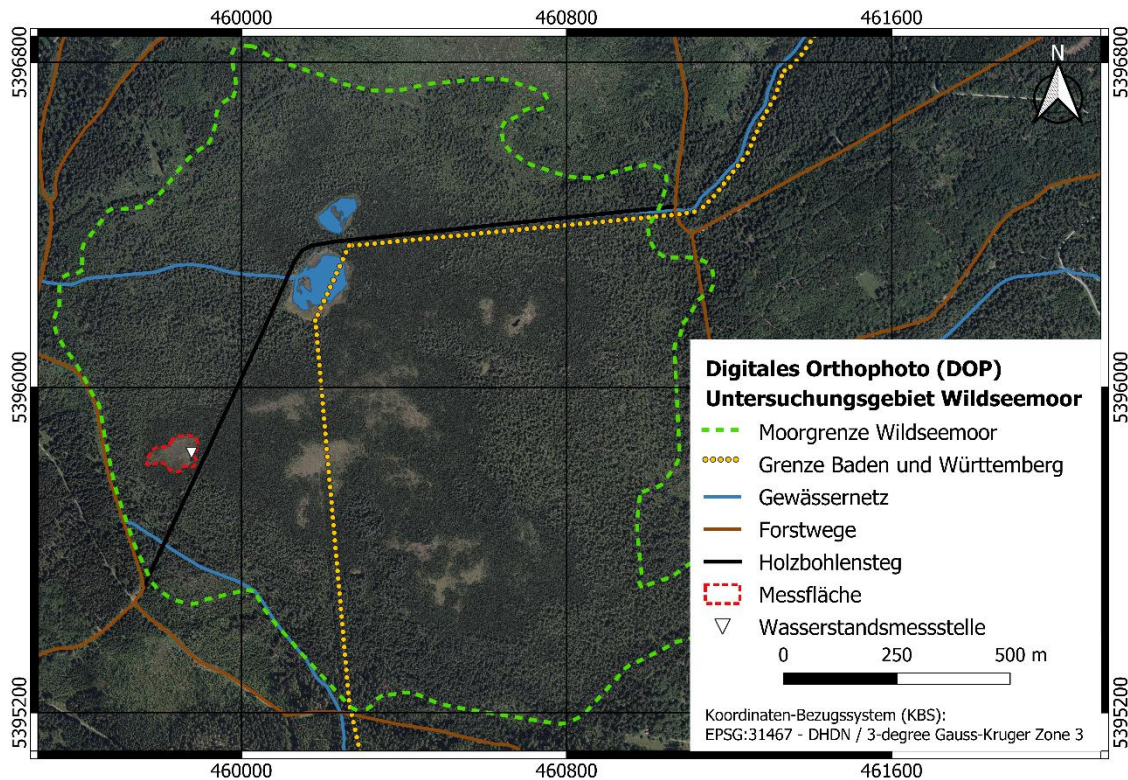 460000 460800 461600
5396800 5396800
N
5396000 5396000
5395200 5395200
Digitales Orthophoto (DOP)
Untersuchungsgebiet Wildseemoor
Moorgrenze Wildseemoor
Grenze Baden und Württemberg
Gewässernetz
Forstwege
Holzbohlensteg
Messfläche
Wasserstandsmessstelle
0 250 500 m
Koordinaten-Bezugssystem (KBS):
EPSG:31467 - DHDN / 3-degree Gauss-Kruger Zone 3
460000 460800 461600